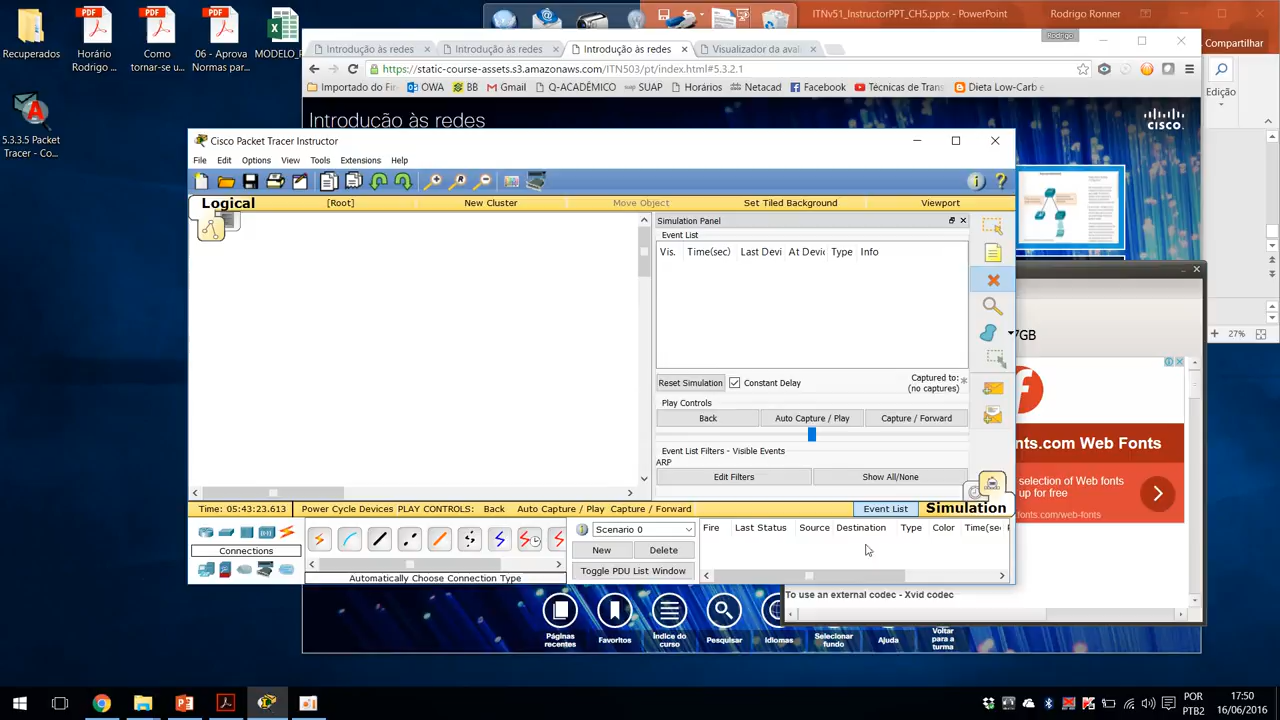 Recuperados
Horário
Rodrigo ...
Como
tornar-se u...
06 - Aprova
Normas par...
MODELO_P
5.3.3.5 Packet
Tracer - Co...
ITNv51_InstructorPPT_CH5.pptx - PowerPoint
Rodrigo Ronner
Rodrigo
Compartilhar
Introdução às redes
Introdução às redes
Introdução às redes
Visualizador da avali
https://static-course-assets.s3.amazonaws.com/ITN503/pt/index.html#5.3.2.1
Importado do Fir
OWA
BB
Gmail
Q-ACADÊMICO
SUAP
Horários
Netacad
Facebook
Técnicas de Trans
Dieta Low-Carb e
Edição
Introdução às redes
CISCO.
Cisco Packet Tracer Instructor
File
Edit
Options
View
Tools
Extensions
Help
Logical
[Root]
New Cluster
Move Object
Set Tiled Background
Viewport
Simulation Panel
Event List
Vis.
Time(sec)
Last Devi
At Devic
Type
Info
Reset Simulation
Constant Delay
Captured to:
(no captures)
Play Controls
Back
Auto Capture / Play
Capture / Forward
Event List Filters - Visible Events
ARP
Edit Filters
Show All/None
Time: 05:43:23.613
Power Cycle Devices
PLAY CONTROLS:
Back
Auto Capture / Play
Capture / Forward
Event List
Simulation
Connections
Automatically Choose Connection Type
Scenario 0
New
Delete
Toggle PDU List Window
Fire
Last Status
Source
Destination
Type
Color
Time(sec
27%
7GB
nts.com Web Fonts
selection of Web fonts
up for free
fonts.com/web-fonts
To use an external codec - Xvid codec
Páginas
recentes
Favoritos
Índice do
curso
Pesquisar
Idiomas
Selecionar
fundo
Ajuda
Voltar
para a
turma
POR
PTB2
17:50
16/06/2016